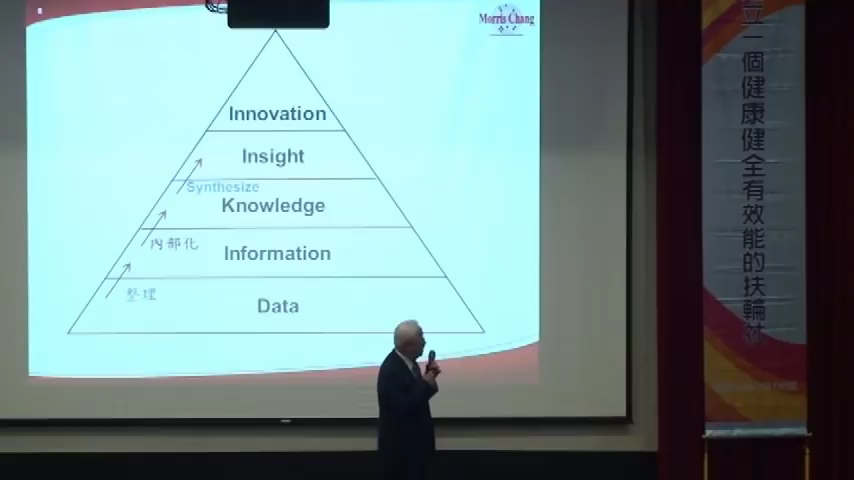 Morris Chang
Innovation
Insight
Synthesize
Knowledge
內部化
Information
整理
Data
立一個健康健全有效能的扶輪社